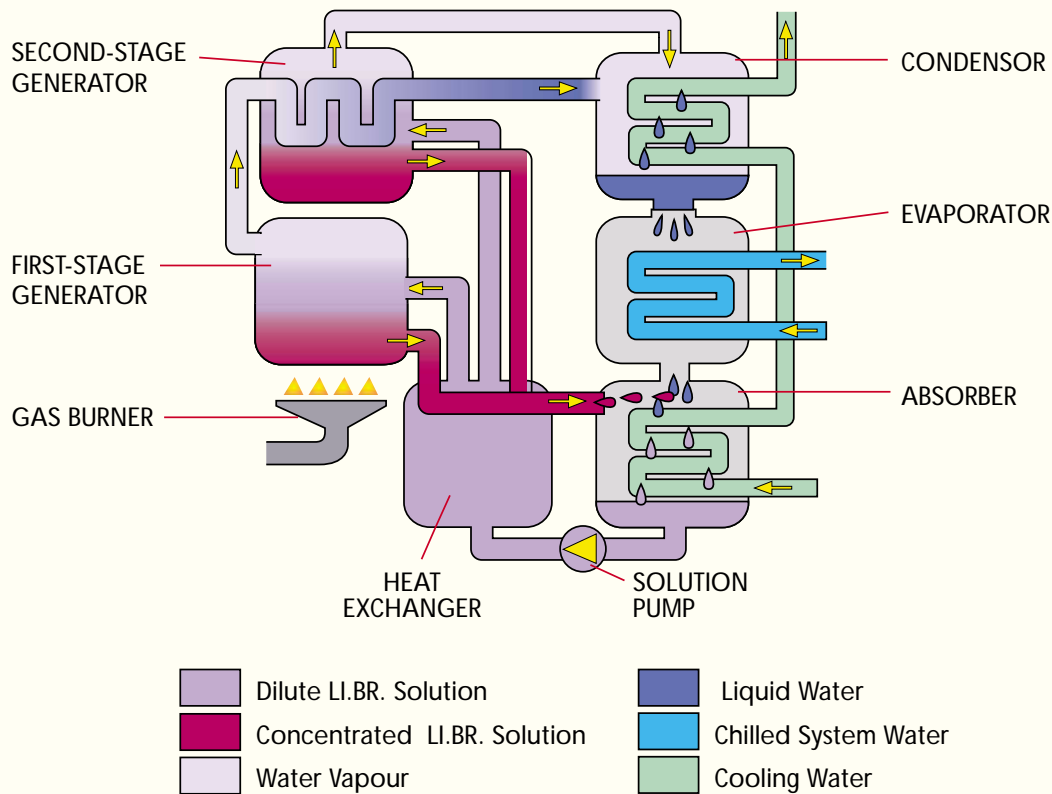 SECOND-STAGE
GENERATOR
CONDENSOR
EVAPORATOR
FIRST-STAGE
GENERATOR
ABSORBER
GAS BURNER
HEAT
EXCHANGER
SOLUTION
PUMP
Dilute LI.BR. Solution
Concentrated LI.BR. Solution
Water Vapour
Liquid Water
Chilled System Water
Cooling Water